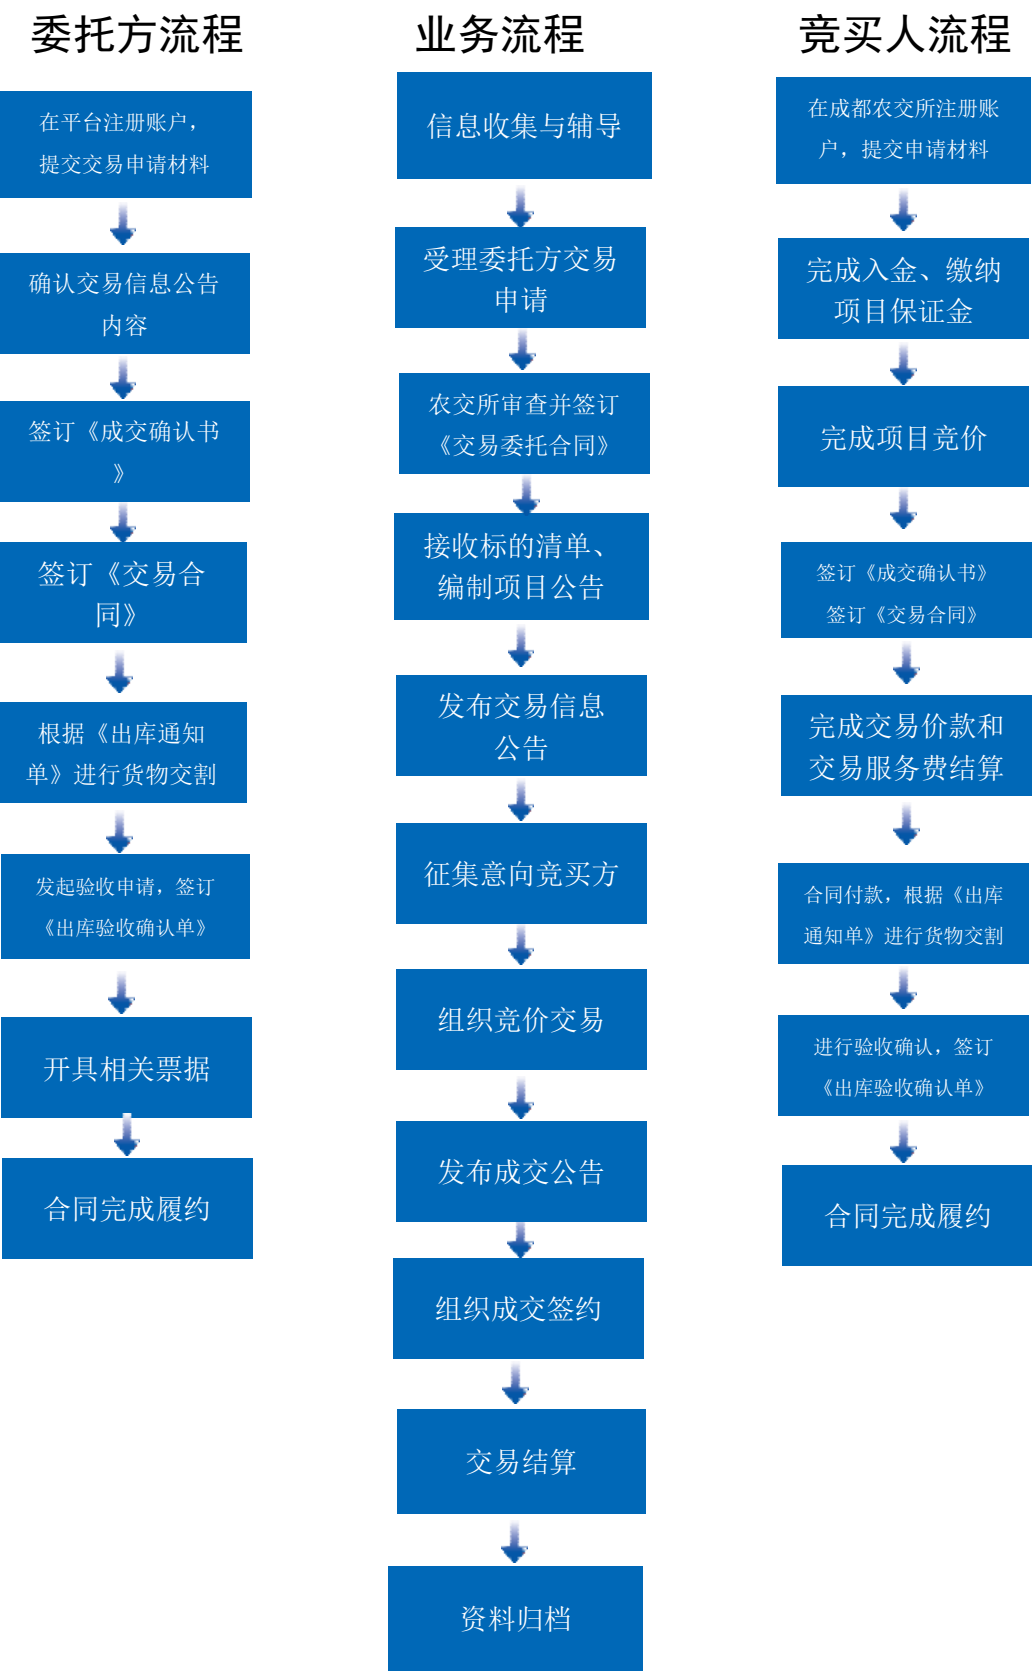 委托方流程
在平台注册账户，
提交交易申请材料
确认交易信息公告
内容
签订《成交确认书
》
签订《交易合
同》
根据《出库通知
单》进行货物交割
发起验收申请，签订
《出库验收确认单》
开具相关票据
合同完成履约
业务流程
信息收集与辅导
受理委托方交易
申请
农交所审查并签订
《交易委托合同》
接收标的清单、
编制项目公告
发布交易信息
公告
征集意向竞买方
组织竞价交易
发布成交公告
组织成交签约
交易结算
资料归档
竞买人流程
在成都农交所注册账
户，提交申请材料
完成入金、缴纳
项目保证金
完成项目竞价
签订《成交确认书》
签订《交易合同》
完成交易价款和
交易服务费结算
合同付款，根据《出库
通知单》进行货物交割
进行验收确认，签订
《出库验收确认单》
合同完成履约